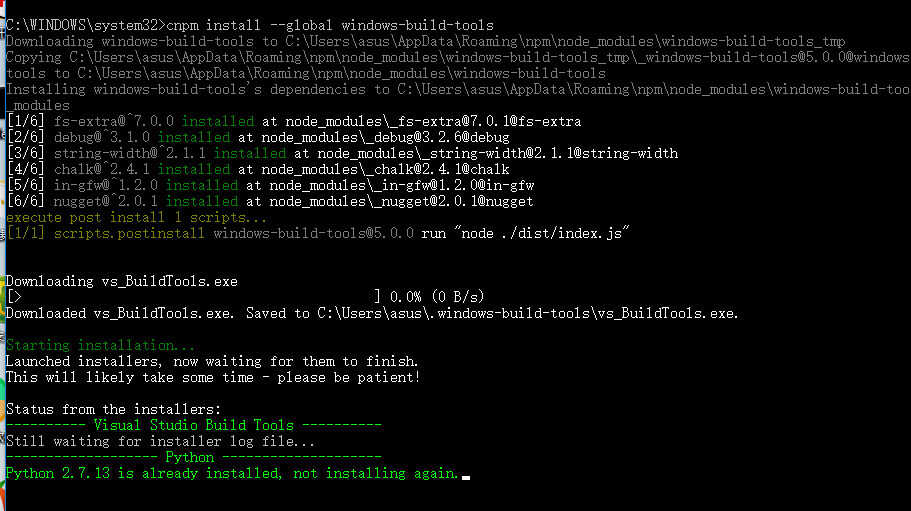 C:\WINDOWS\system32>cnpm install --global windows-build-tools
Downloading windows-build-tools to C:\Users\asus\AppData\Roaming\npm\node_modules\windows-build-tools_tmp
Copying C:\Users\asus\AppData\Roaming\npm\node_modules\windows-build-tools_tmp\_windows-build-tools@5.0.0@windows
tools to C:\Users\asus\AppData\Roaming\npm\node_modules\windows-build-tools
Installing windows-build-tools's dependencies to C:\Users\asus\AppData\Roaming\npm\node_modules\windows-build-too
_modules
[1/6] fs-extra@^7.0.0 installed at node_modules\_fs-extra@7.0.1@fs-extra
[2/6] debug@^3.1.0 installed at node_modules\_debug@3.2.6@debug
[3/6] string-width@^2.1.1 installed at node_modules\_string-width@2.1.1@string-width
[4/6] chalk@^2.4.1 installed at node_modules\_chalk@2.4.1@chalk
[5/6] in-gfw@^1.2.0 installed at node_modules\_in-gfw@1.2.0@in-gfw
[6/6] nugget@^2.0.1 installed at node_modules\_nugget@2.0.1@nugget
execute post install 1 scripts...
[1/1] scripts.postinstall windows-build-tools@5.0.0 run "node ./dist/index.js"
Downloading vs_BuildTools.exe
[> ] 0.0% (0 B/s)
Downloaded vs_BuildTools.exe. Saved to C:\Users\asus\.windows-build-tools\vs_BuildTools.exe.
Starting installation...
Launched installers, now waiting for them to finish.
This will likely take some time - please be patient!
Status from the installers:
---------- Visual Studio Build Tools ----------
Still waiting for installer log file...
------------------- Python --------------------
Python 2.7.13 is already installed, not installing again.